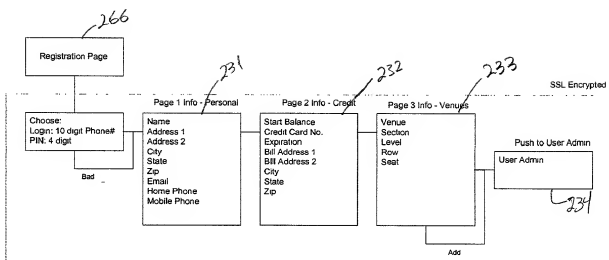 266
Registration Page
231
232
233
SSL Encrypted
Page 1 Info - Personal
Page 2 Info - Credit
Page 3 Info - Venues
Choose:
Login: 10 digit Phone#
PIN: 4 digit
Bad
Name
Address 1
Address 2
City
State
Zip
Email
Home Phone
Mobile Phone
Start Balance
Credit Card No.
Expiration
Bill Address 1
Bill Address 2
City
State
Zip
Venue
Section
Level
Row
Seat
Add
Push to User Admin
User Admin
234